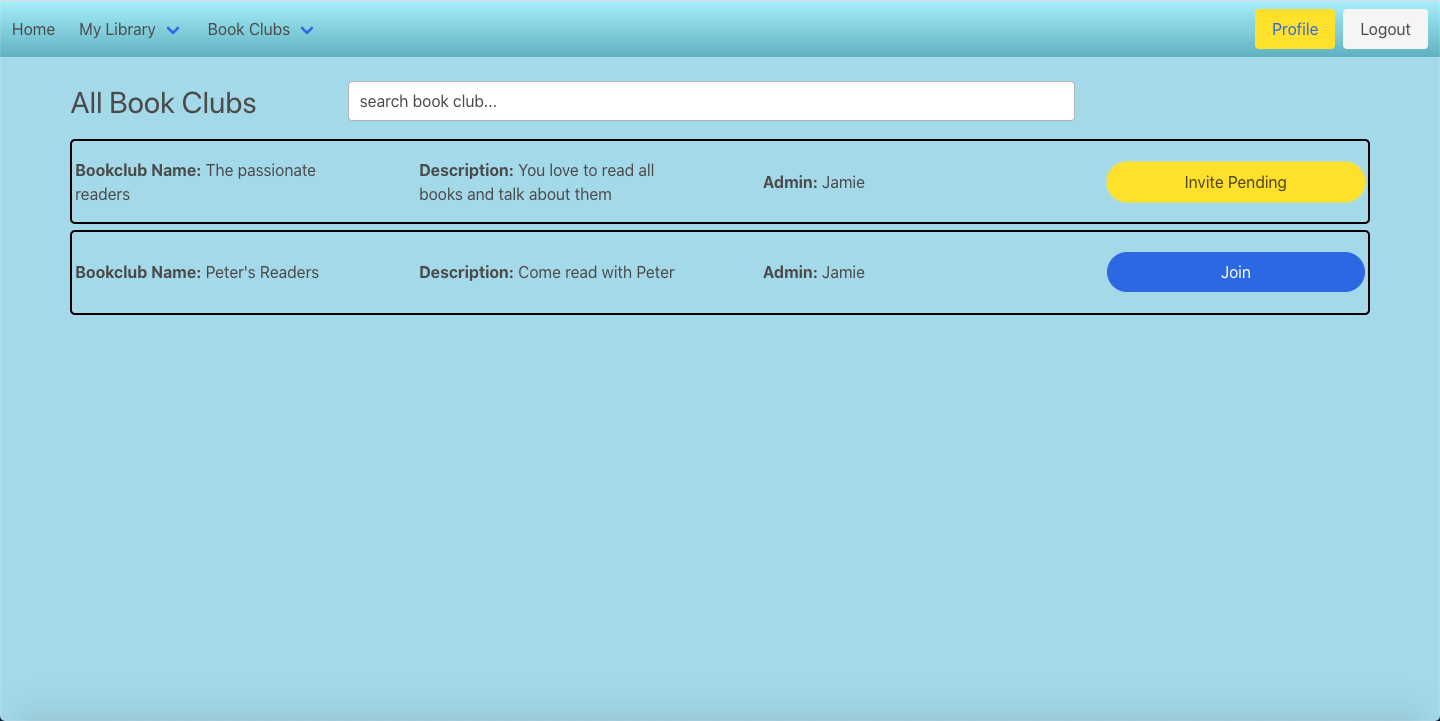 Home My Library Book Clubs Profile Logout
All Book Clubs search book club...
Bookclub Name: The passionate
readers
Description: You love to read all
books and talk about them
Admin: Jamie
Invite Pending
Bookclub Name: Peter's Readers
Description: Come read with Peter
Admin: Jamie
Join